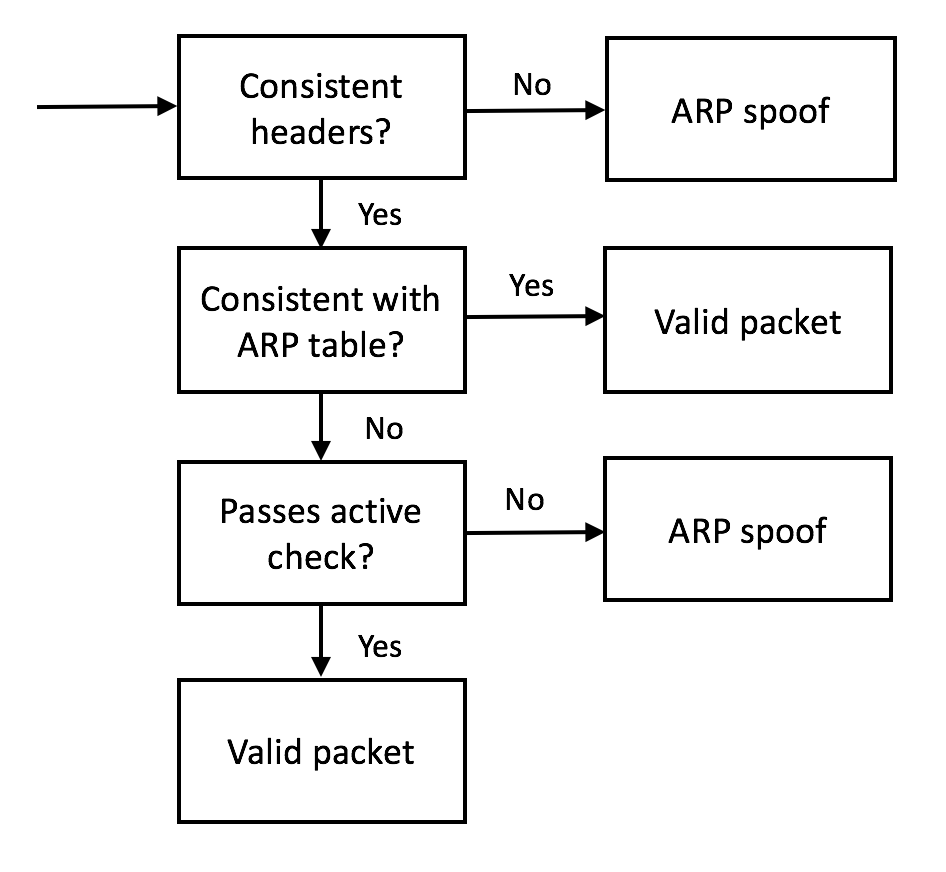 Consistent
headers?
No
ARP spoof
Yes
Consistent with
ARP table?
Yes
Valid packet
No
Passes active
check?
No
ARP spoof
Yes
Valid packet